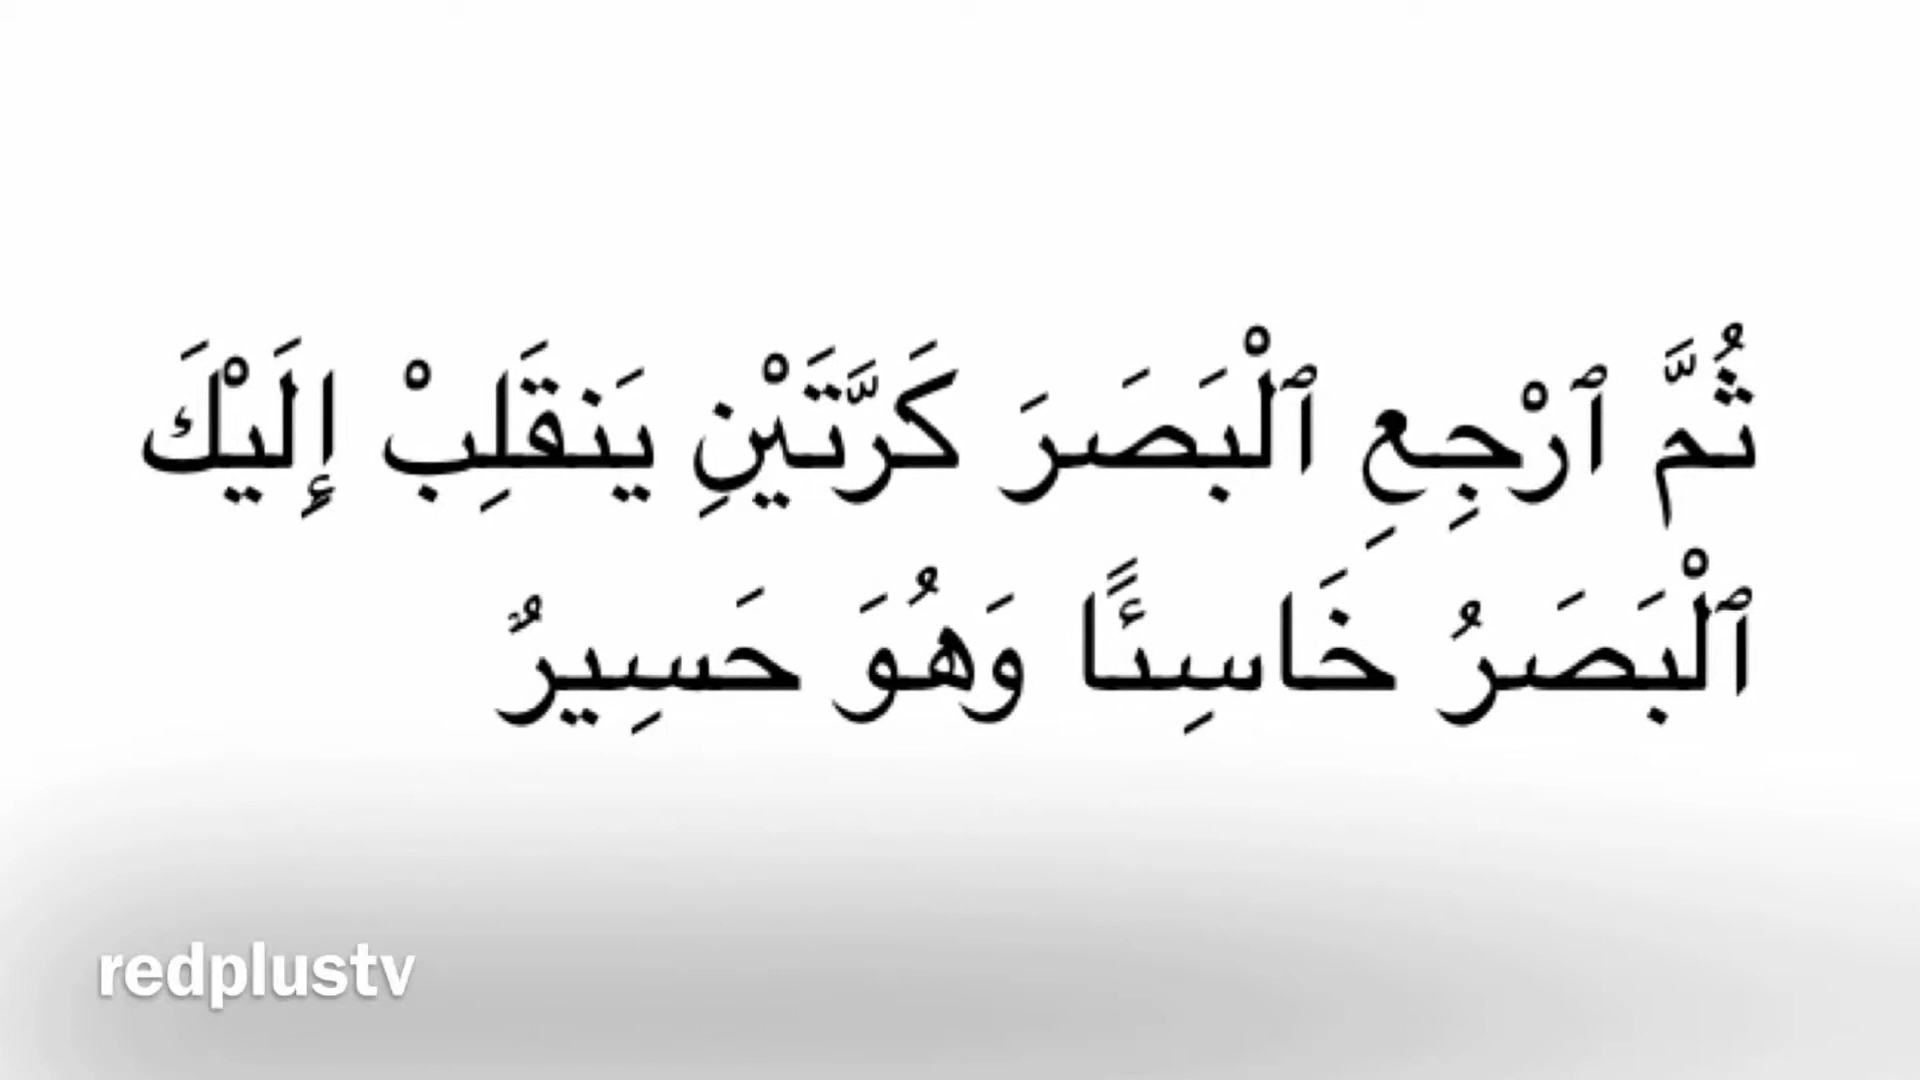 ثُمَّ ٱرْجِعِ ٱلْبَصَرَ كَرَّتَيْنِ يَنقَلِبْ إِلَيْكَ
ٱلْبَصَرُ خَاسِئًا وَهُوَ حَسِيرٌ
redplustv